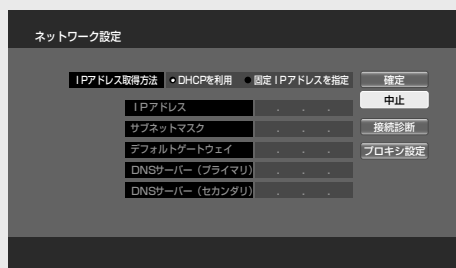 ネットワーク設定
IPアドレス取得方法 DHCPを利用 固定IPアドレスを指定 確定
中止
IPアドレス . . .
サブネットマスク . . . 接続診断
デフォルトゲートウェイ . . . プロキシ設定
DNSサーバー（プライマリ） . . .
DNSサーバー（セカンダリ） . . .